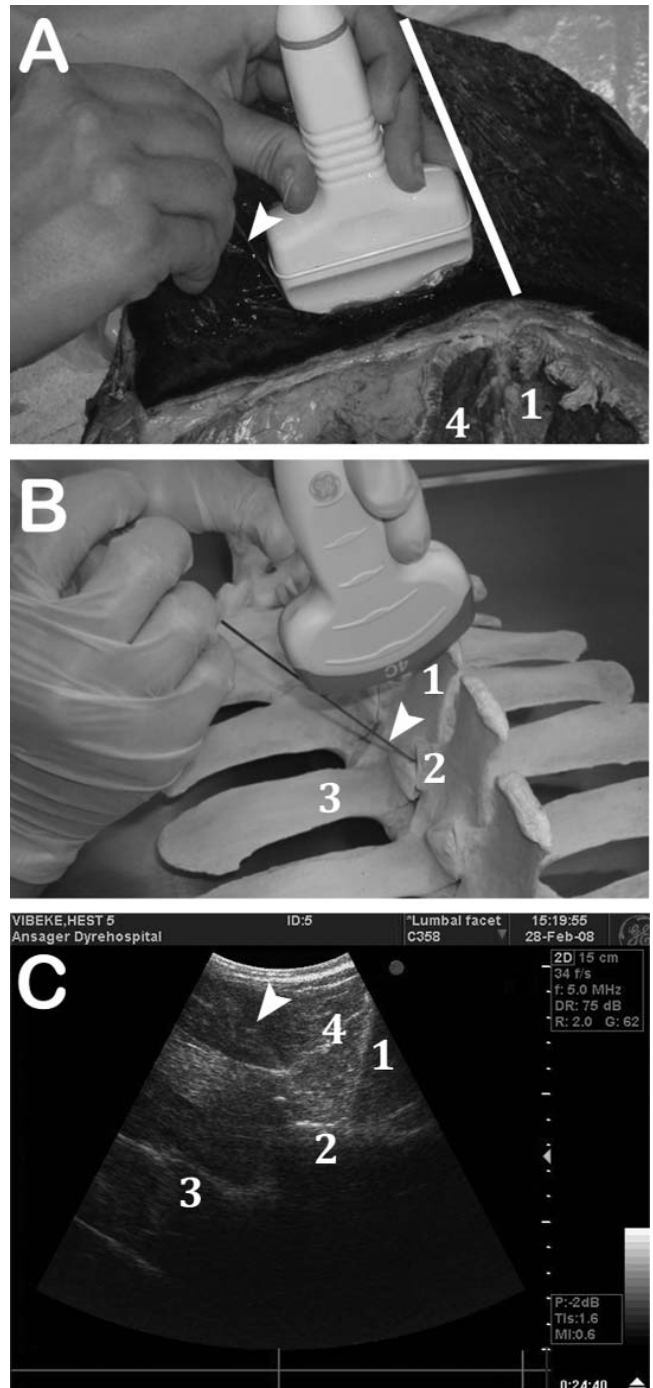 A
4
1
B
4C
1
2
3
VIBEKE,HEST 5
ID:5
*Lumbal facet
15:19:55
Ansager Dyrehospital
C358
28-Feb-08
C
2D 15 cm
34 f/s
f: 5.0 MHz
DR: 75 dB
R: 2.0 G: 62
4
1
2
3
P:-2dB
TIs:1.6
MI:0.6
0:24:40